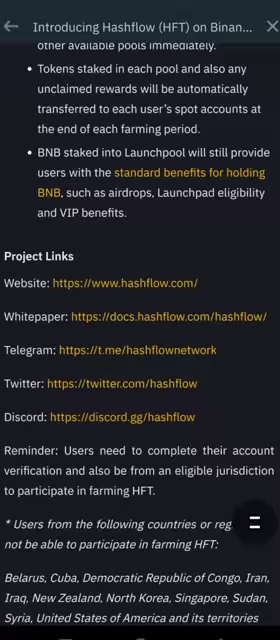 Introducing Hashflow (HFT) on Binan...
other available pools immediately.
• Tokens staked in each pool and also any
unclaimed rewards will be automatically
transferred to each user's spot accounts at
the end of each farming period.
• BNB staked into Launchpool will still provide
users with the standard benefits for holding
BNB, such as airdrops, Launchpad eligibility
and VIP benefits.
Project Links
Website: https://www.hashflow.com/
Whitepaper: https://docs.hashflow.com/hashflow/
Telegram: https://t.me/hashflownetwork
Twitter: https://twitter.com/hashflow
Discord: https://discord.gg/hashflow
Reminder: Users need to complete their account
verification and also be from an eligible jurisdiction
to participate in farming HFT.
* Users from the following countries or reg
not be able to participate in farming HFT:
Belarus, Cuba, Democratic Republic of Congo, Iran,
Iraq, New Zealand, North Korea, Singapore, Sudan,
Syria, United States of America and its territories